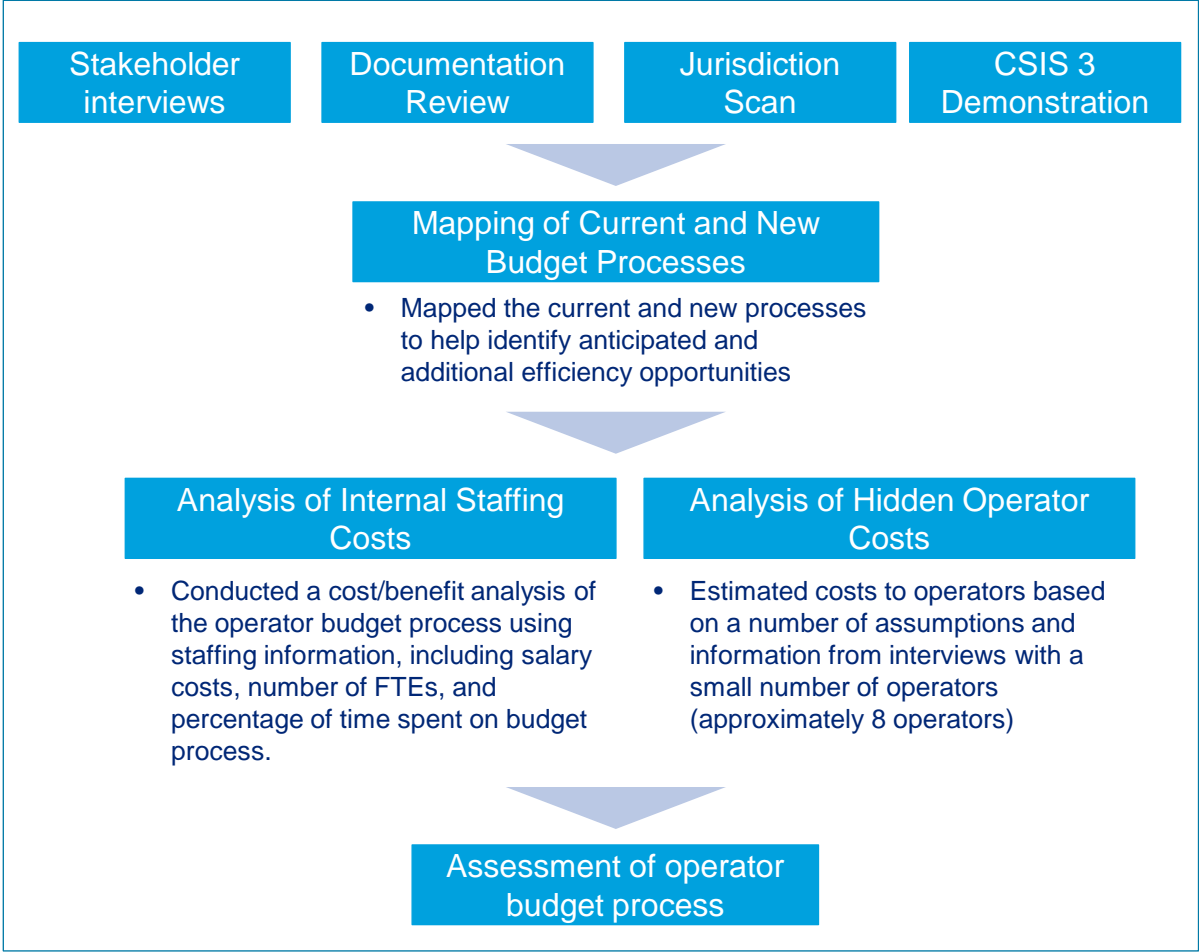 Stakeholder
interviews
Documentation
Review
Jurisdiction
Scan
CSIS 3
Demonstration
Mapping of Current and New
Budget Processes
• Mapped the current and new processes
to help identify anticipated and
additional efficiency opportunities
Analysis of Internal Staffing
Costs
• Conducted a cost/benefit analysis of
the operator budget process using
staffing information, including salary
costs, number of FTEs, and
percentage of time spent on budget
process.
Analysis of Hidden Operator
Costs
• Estimated costs to operators based
on a number of assumptions and
information from interviews with a
small number of operators
(approximately 8 operators)
Assessment of operator
budget process